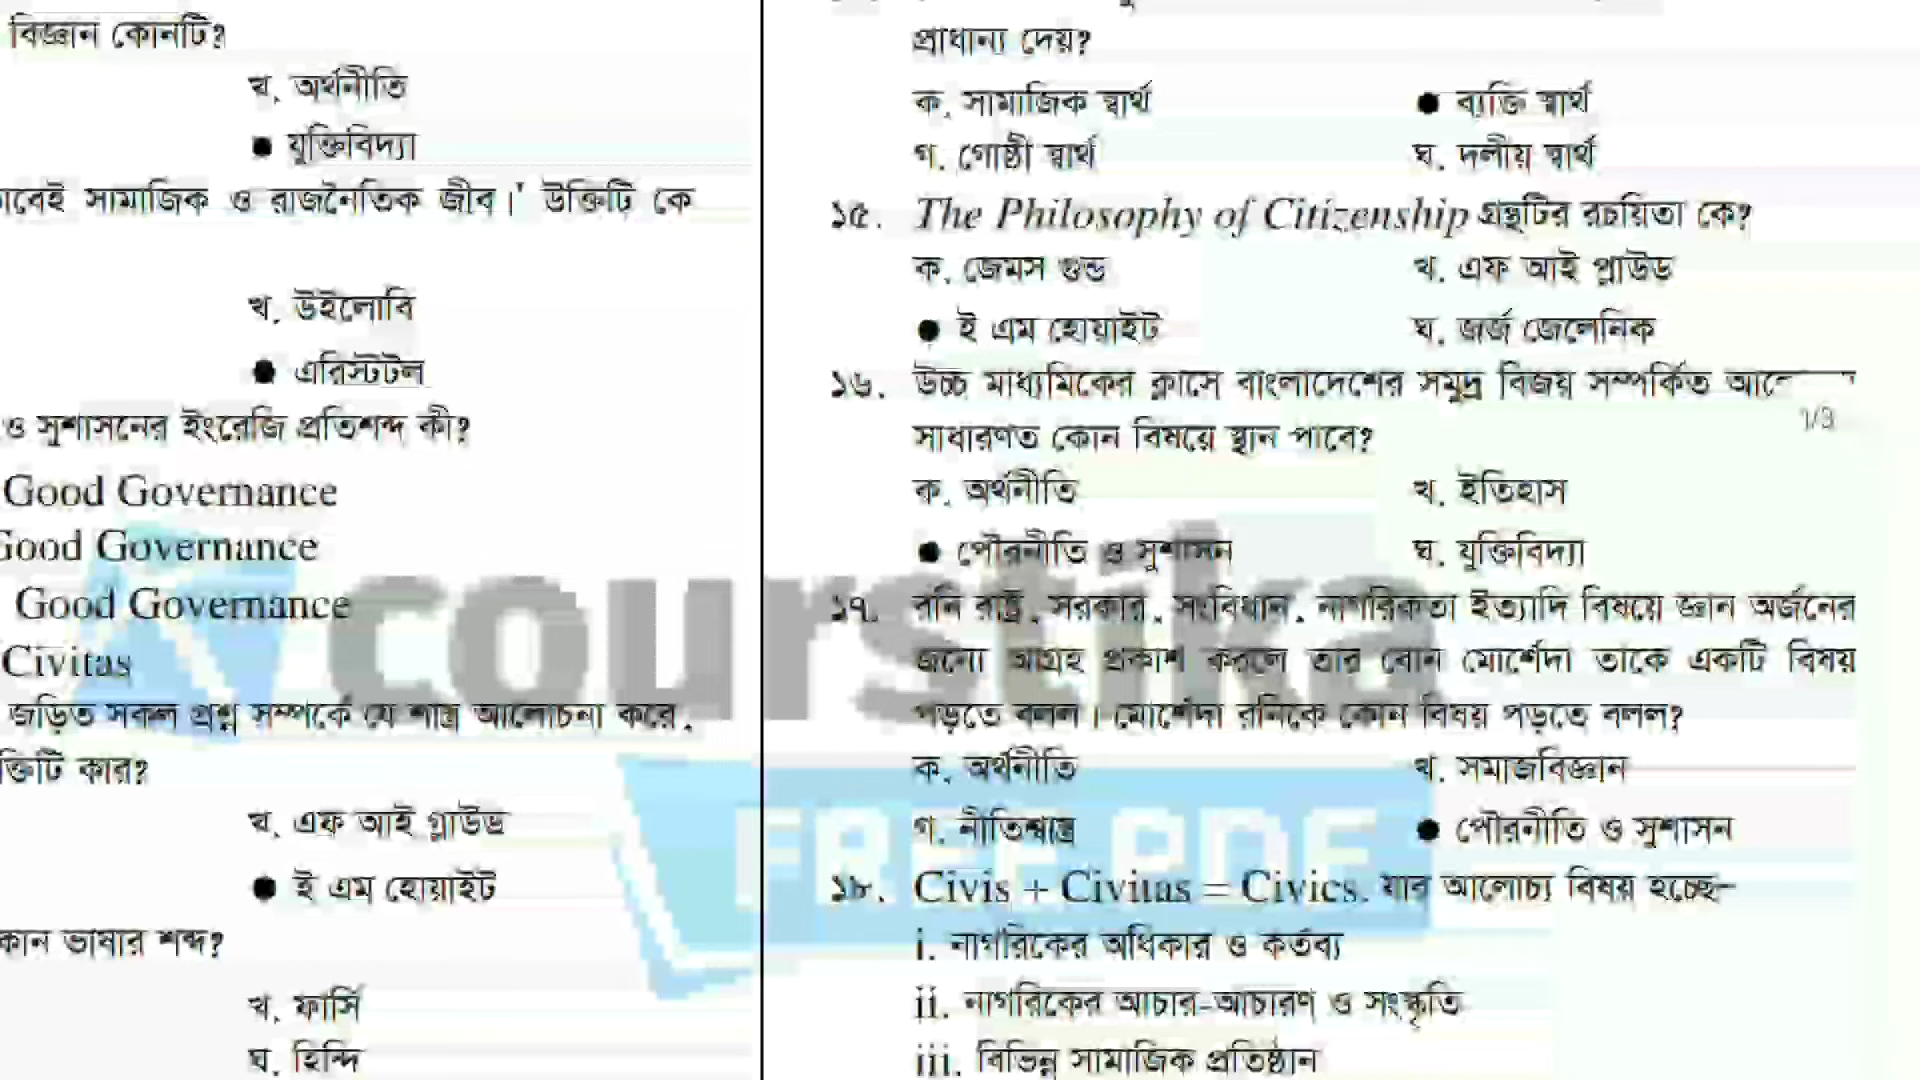 বিজ্ঞান কোনটি?
খ. অর্থনীতি
● যুক্তিবিদ্যা
সামাজিক ও রাজনৈতিক জীব।' উক্তিটি কে
খ. উইলোবি
● এরিস্টটল
ও সুশাসনের ইংরেজি প্রতিশব্দ কী?
Good Governance
Good Governance
Good Governance
Civitas
জড়িত সকল প্রশ্ন সম্পর্কে যে শাস্ত্র আলোচনা করে,
কার?
খ. এফ আই গ্লাউড
● ই এম হোয়াইট
ভাষার শব্দ?
খ. ফার্সি
ঘ. হিন্দি
প্রাধান্য দেয়?
ক. সামাজিক স্বার্থ ● ব্যক্তি স্বার্থ
গ. গোষ্ঠী স্বার্থ ঘ. দলীয় স্বার্থ
১৫. The Philosophy of Citizenship গ্রন্থটির রচয়িতা কে?
ক. জেমস গুল্ড খ. এফ আই গ্লাউড
● ই এম হোয়াইট ঘ. জর্জ জেলেনিক
১৬. উচ্চ মাধ্যমিকের ক্লাসে বাংলাদেশের সমুদ্র বিজয় সম্পর্কিত
1/3
সাধারণত কোন বিষয়ে স্থান পাবে?
ক. অর্থনীতি খ. ইতিহাস
● পৌরনীতি ও সুশাসন ঘ. যুক্তিবিদ্যা
১৭. রনি রাষ্ট্র, সরকার, সংবিধান, নাগরিকতা ইত্যাদি বিষয়ে জ্ঞান অর্জনের
জন্যে আগ্রহ প্রকাশ করলে তার বোন মোর্শেদা তাকে একটি বিষয়
পড়তে বলল। মোর্শেদা রনিকে কোন বিষয় পড়তে বলল?
ক. অর্থনীতি খ. সমাজবিজ্ঞান
গ. নীতিশাস্ত্র ● পৌরনীতি ও সুশাসন
১৮. Civis + Civitas = Civics. যার আলোচ্য বিষয় হচ্ছে-
i. নাগরিকের অধিকার ও কর্তব্য
ii. নাগরিকের আচার-আচারণ ও সংস্কৃতি
iii. বিভিন্ন সামাজিক প্রতিষ্ঠান
courstika
FREE PDF